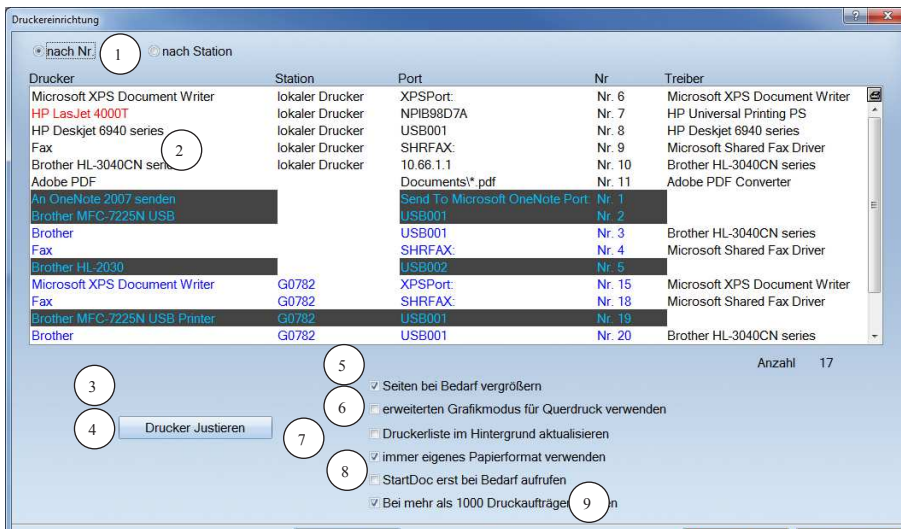 Druckereinrichtung
nach Nr. 1 nach Station
Drucker Station Port Nr Treiber
Microsoft XPS Document Writer lokaler Drucker XPSPort: Nr. 6 Microsoft XPS Document Writer
HP LasJet 4000T lokaler Drucker NPIB98D7A Nr. 7 HP Universal Printing PS
HP Deskjet 6940 series lokaler Drucker USB001 Nr. 8 HP Deskjet 6940 series
Fax 2 lokaler Drucker SHRFAX: Nr. 9 Microsoft Shared Fax Driver
Brother HL-3040CN lokaler Drucker 10.66.1.1 Nr. 10 Brother HL-3040CN series
Adobe PDF Documents\*.pdf Nr. 11 Adobe PDF Converter
An OneNote 2007 senden Send To Microsoft OneNote Port: Nr. 1
Brother MFC-7225N USB USB001 Nr. 2
Brother USB001 Nr. 3 Brother HL-3040CN series
Fax SHRFAX: Nr. 4 Microsoft Shared Fax Driver
Brother HL-2030 USB002 Nr. 5
Microsoft XPS Document Writer G0782 XPSPort: Nr. 15 Microsoft XPS Document Writer
Fax G0782 SHRFAX: Nr. 18 Microsoft Shared Fax Driver
Brother MFC-7225N USB Printer G0782 USB001 Nr. 19
Brother G0782 USB001 Nr. 20 Brother HL-3040CN series
Anzahl 17
5
3 Seiten bei Bedarf vergrößern
6 erweiterten Grafikmodus für Querdruck verwenden
4 Drucker Justieren 7 Druckerliste im Hintergrund aktualisieren
immer eigenes Papierformat verwenden
8 StartDoc erst bei Bedarf aufrufen
Bei mehr als 1000 Druckaufträgen 9